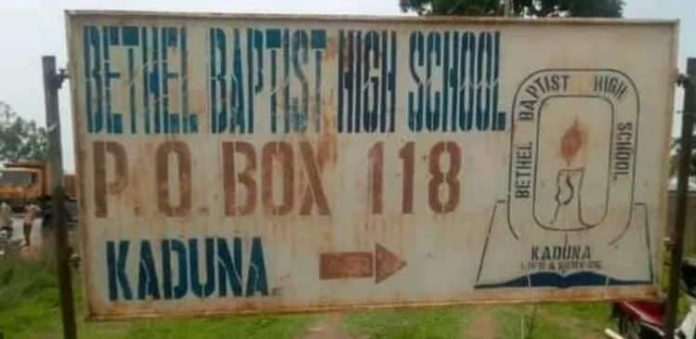 BETHEL BAPTIST HIGH SCHOOL
P.O. BOX 118
KADUNA
BETHEL BAPTIST HIGH SCHOOL
KADUNA